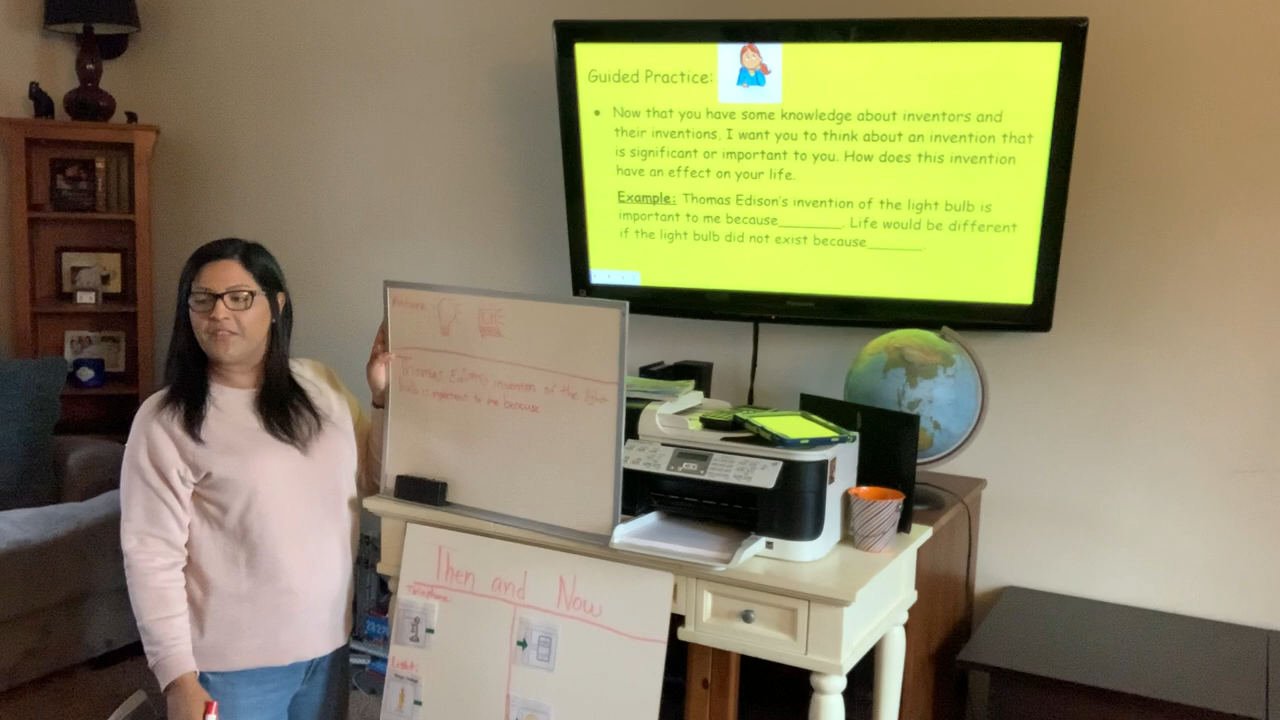 Guided Practice:
• Now that you have some knowledge about inventors and
their inventions, I want you to think about an invention that
is significant or important to you. How does this invention
have an effect on your life.
Example: Thomas Edison's invention of the light bulb is
important to me because_______. Life would be different
if the light bulb did not exist because______.
Thomas Edison's invention of the light
bulb is important to me because
Then and Now
Telephone:
Light: